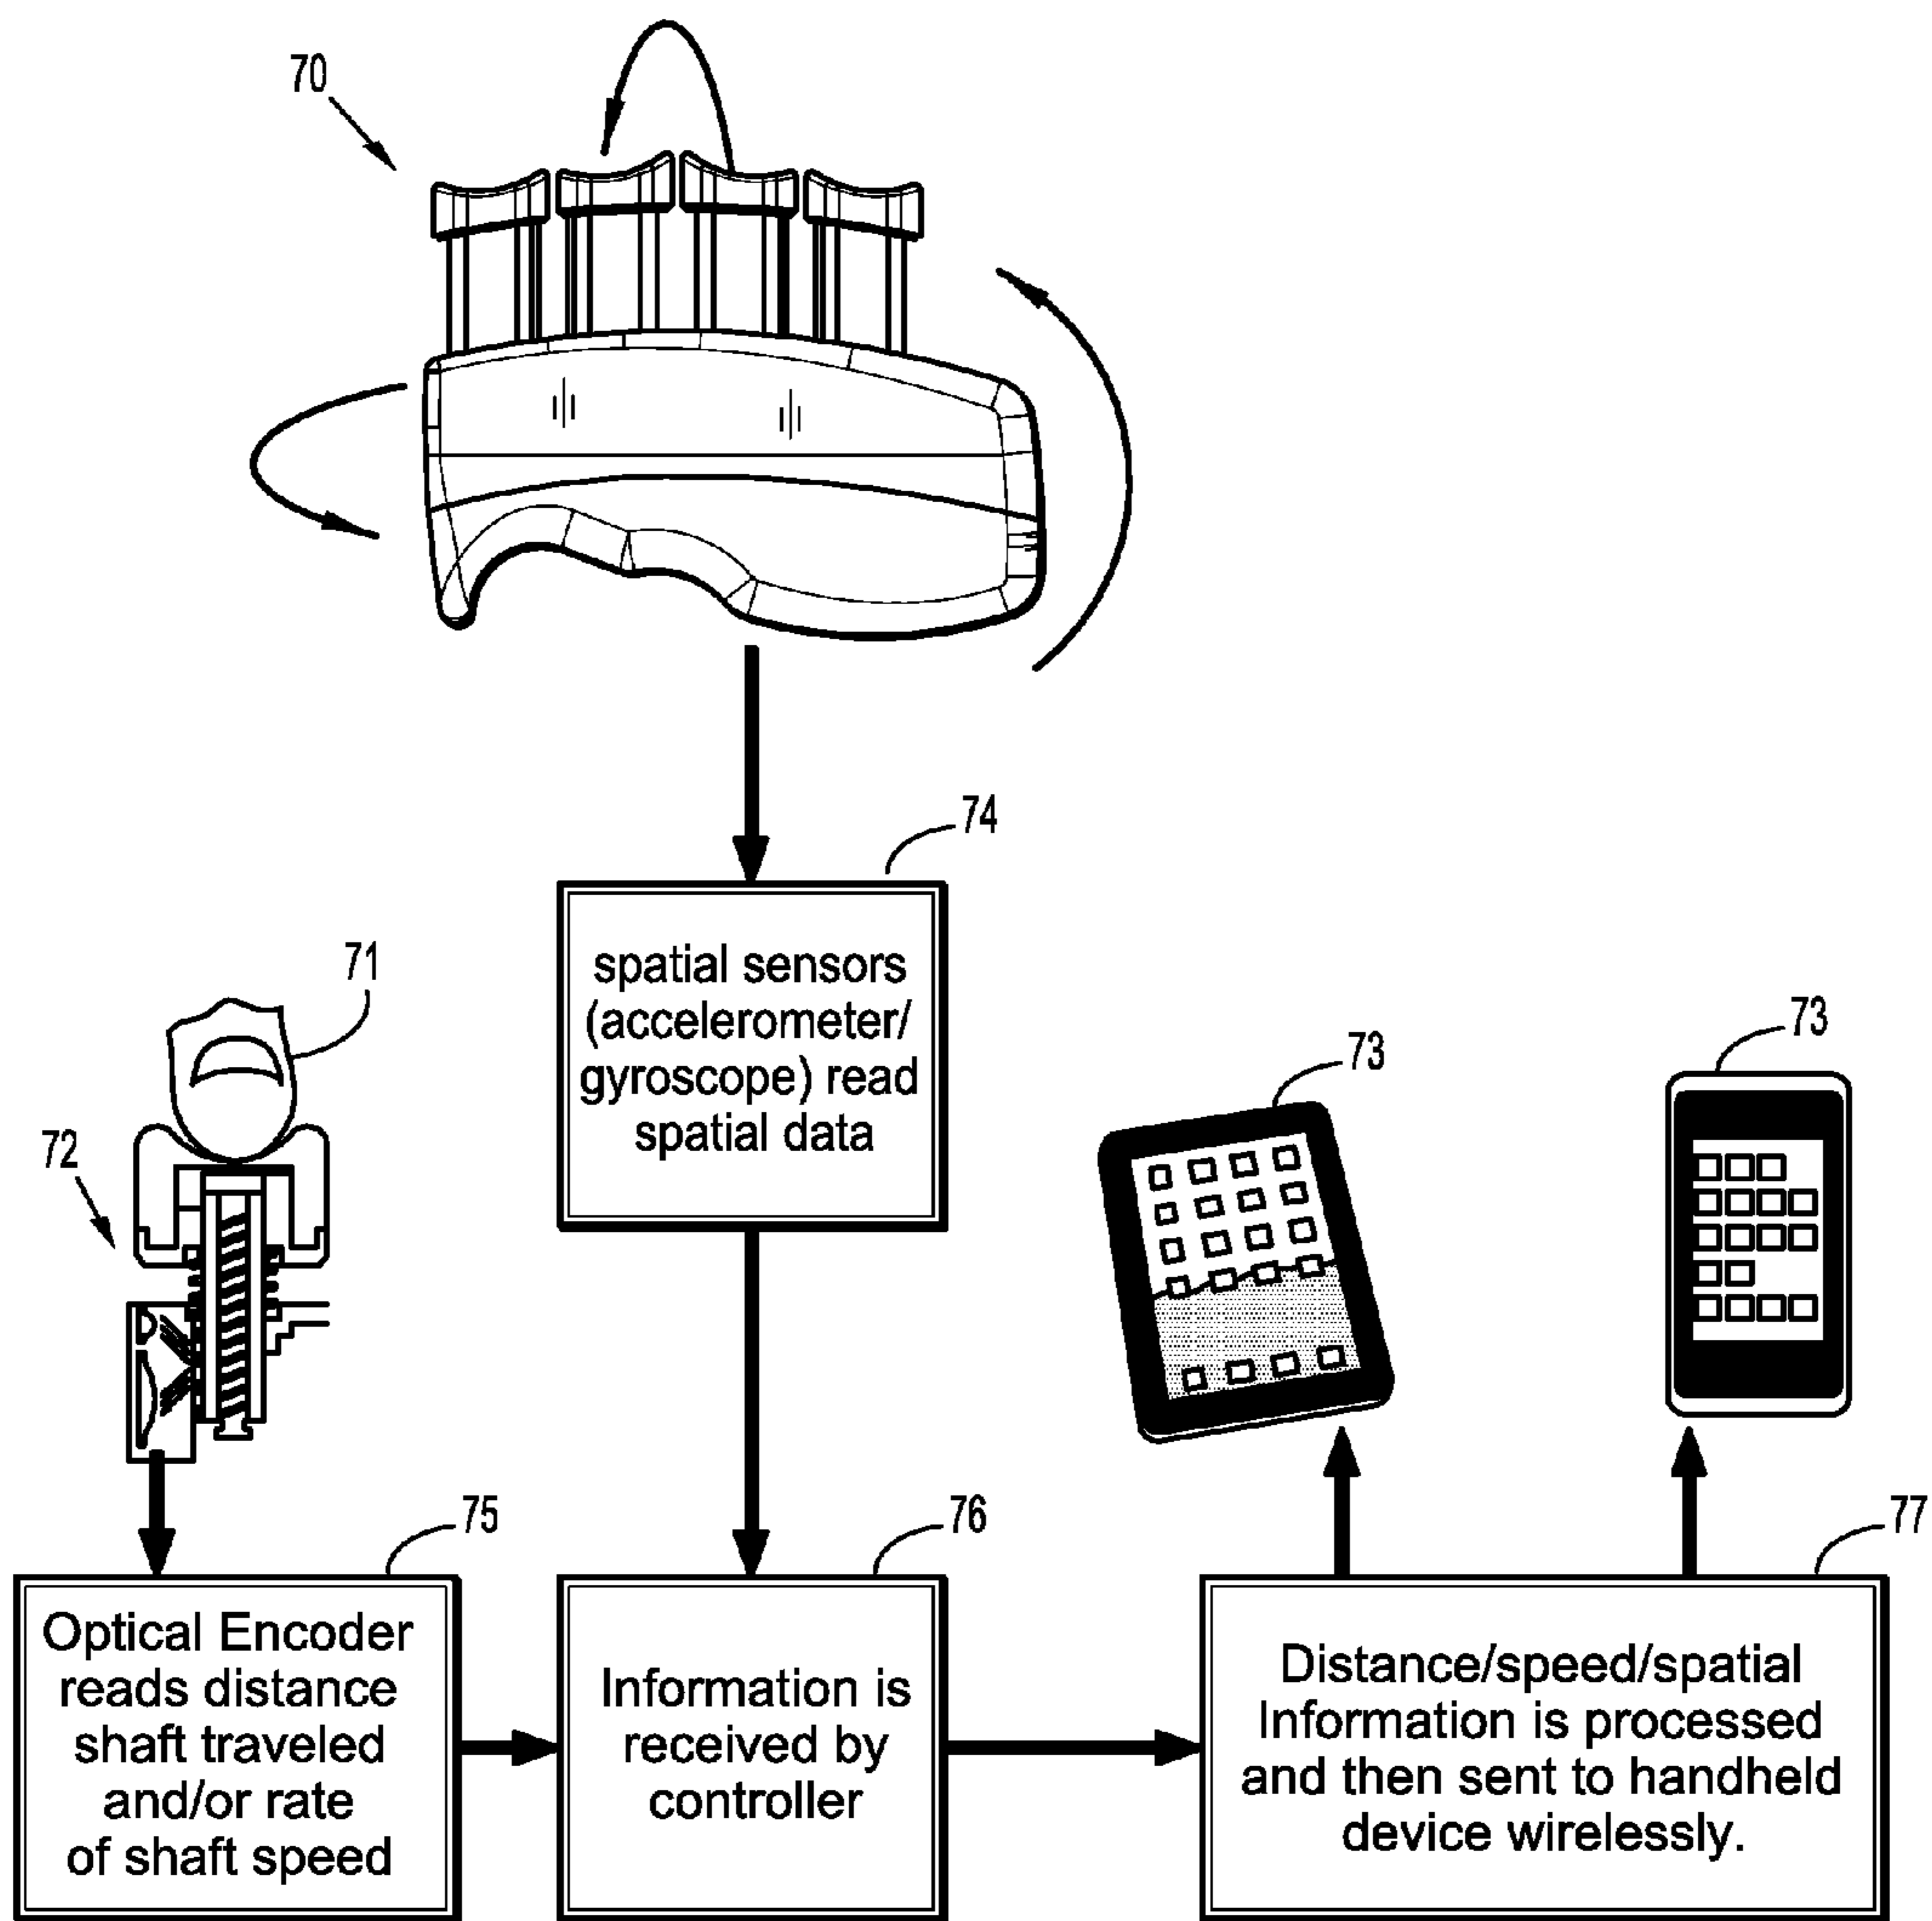 70
74
spatial sensors
(accelerometer/
gyroscope) read
spatial data
71
72
73
73
75
Optical Encoder
reads distance
shaft traveled
and/or rate
of shaft speed
76
Information is
received by
controller
77
Distance/speed/spatial
Information is processed
and then sent to handheld
device wirelessly.